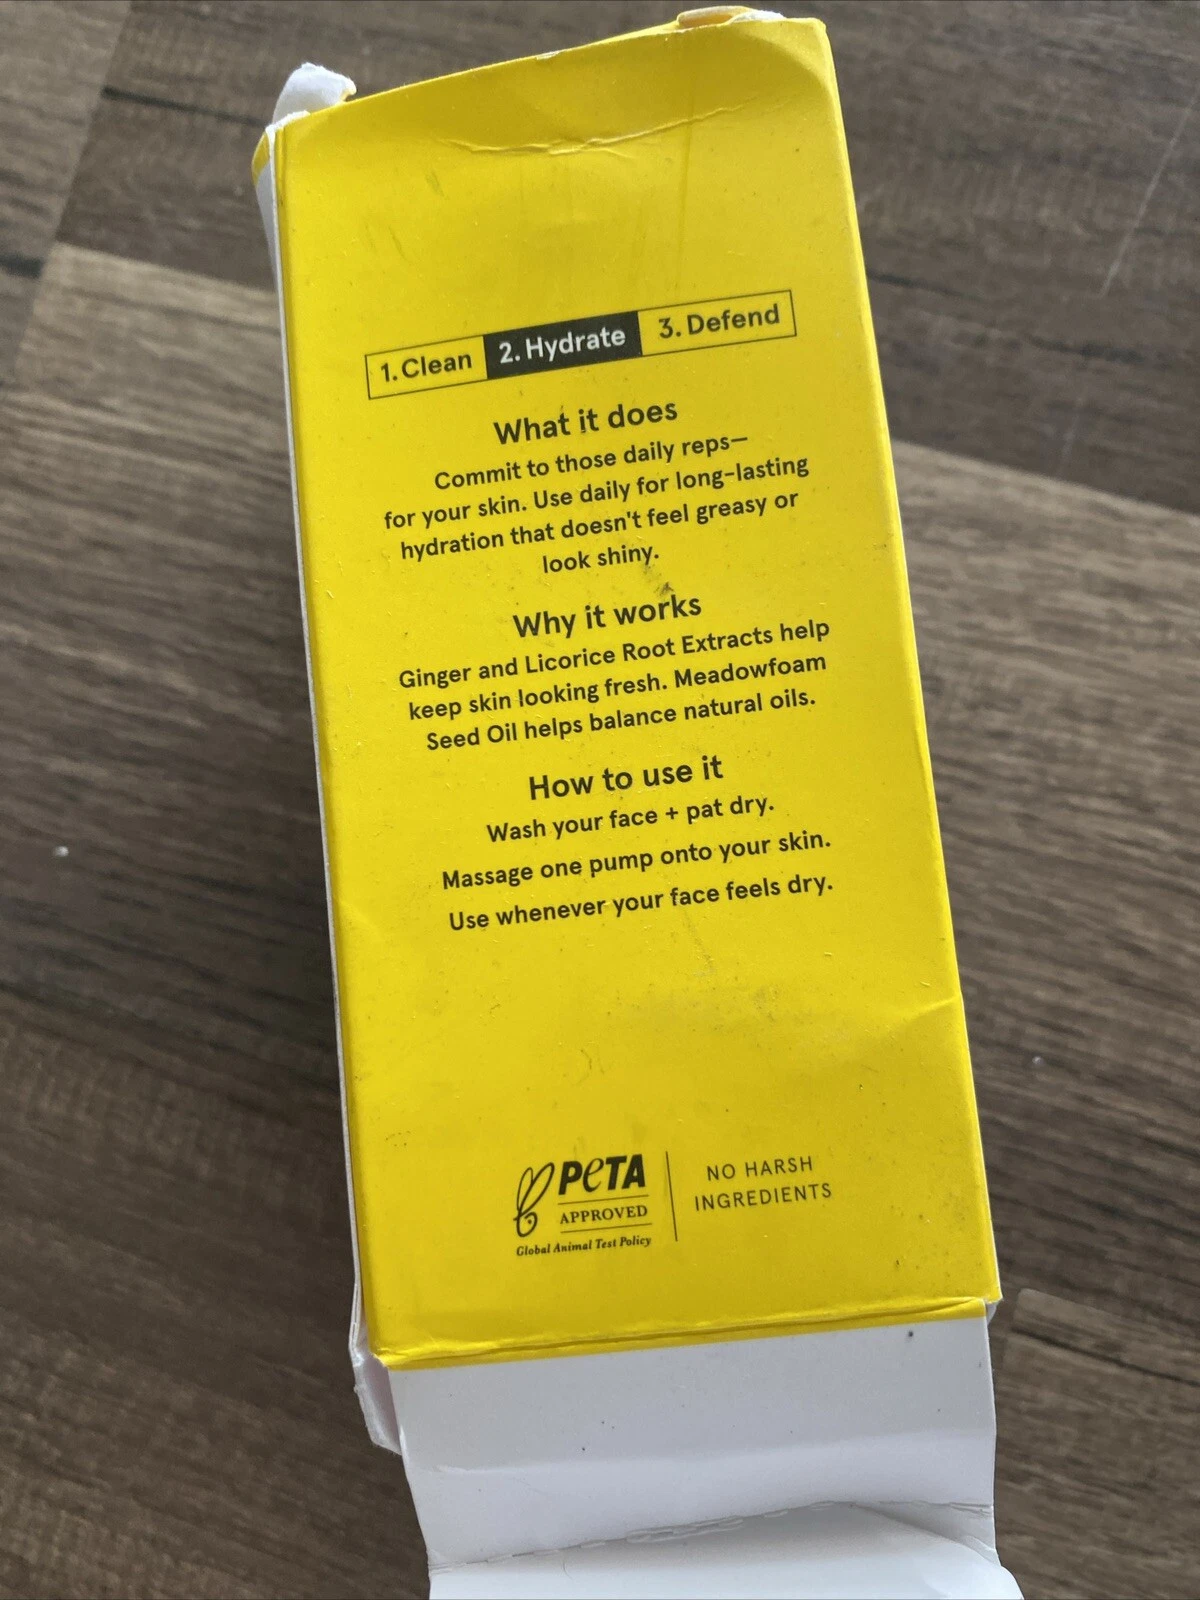 1. Clean 2. Hydrate 3. Defend
What it does
Commit to those daily reps—
for your skin. Use daily for long-lasting
hydration that doesn't feel greasy or
look shiny.
Why it works
Ginger and Licorice Root Extracts help
keep skin looking fresh. Meadowfoam
Seed Oil helps balance natural oils.
How to use it
Wash your face + pat dry.
Massage one pump onto your skin.
Use whenever your face feels dry.
PeTA
APPROVED
Global Animal Test Policy
NO HARSH
INGREDIENTS